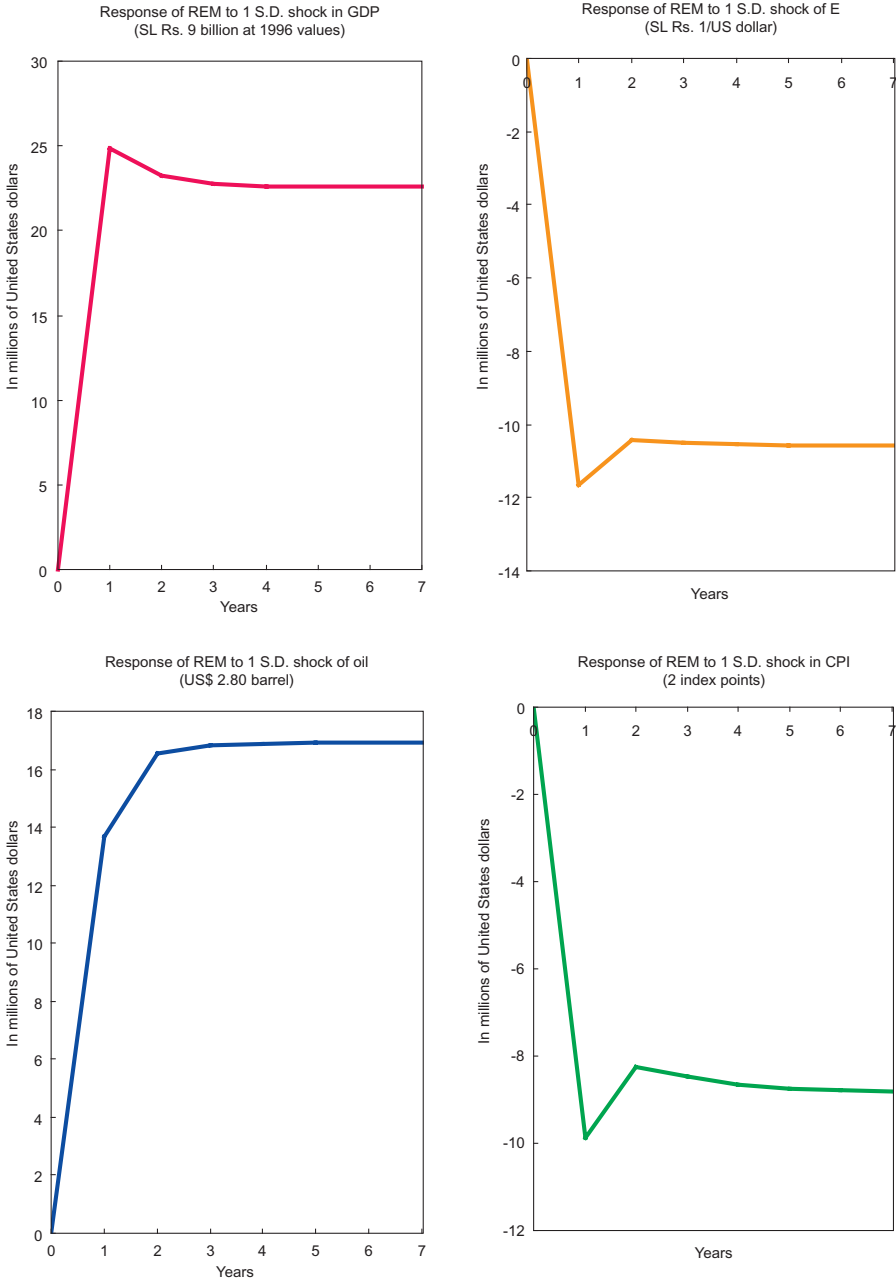 Response of REM to 1 S.D. shock in GDP
(SL Rs. 9 billion at 1996 values)
In millions of United States dollars
30
25
20
15
10
5
0
0 1 2 3 4 5 6 7
Years
Response of REM to 1 S.D. shock of E
(SL Rs. 1/US dollar)
In millions of United States dollars
0
0 1 2 3 4 5 6 7
-2
-4
-6
-8
-10
-12
-14
Years
Response of REM to 1 S.D. shock of oil
(US$ 2.80 barrel)
In millions of United States dollars
18
16
14
12
10
8
6
4
2
0
0 1 2 3 4 5 6 7
Years
Response of REM to 1 S.D. shock in CPI
(2 index points)
In millions of United States dollars
0
0 1 2 3 4 5 6 7
-2
-4
-6
-8
-10
-12
Years